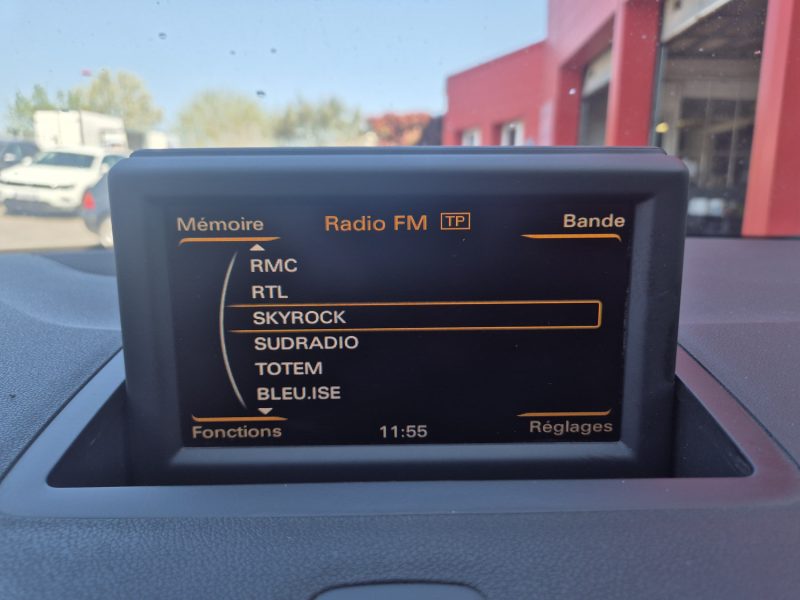 Mémoire Radio FM TP Bande
RMC
RTL
SKYROCK
SUDRADIO
TOTEM
BLEU.ISE
Fonctions 11:55 Réglages